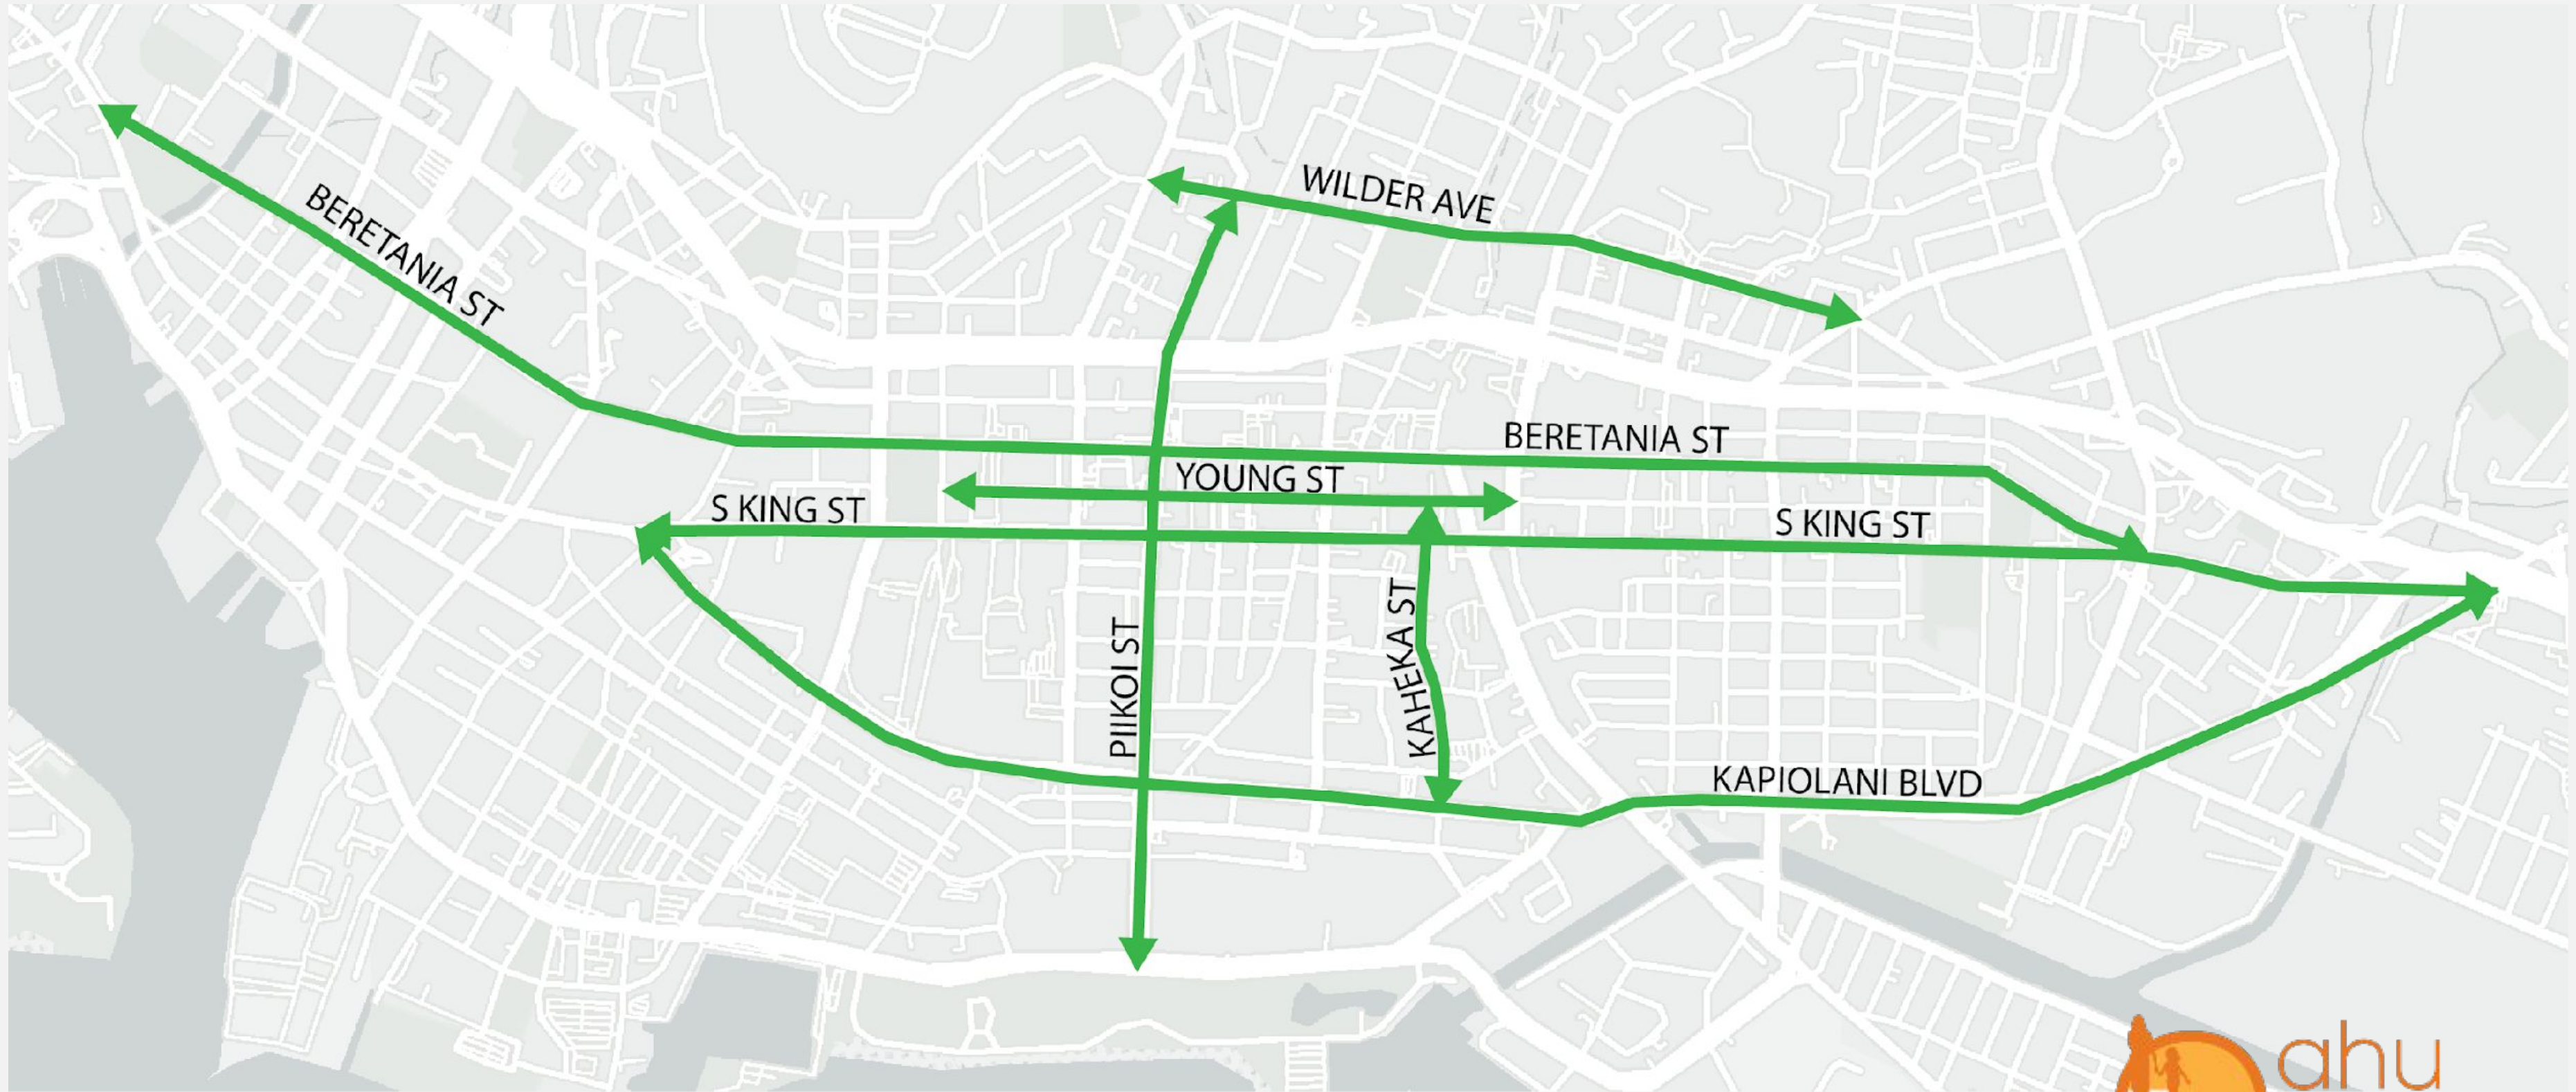 WILDER AVE
BERETANIA ST
BERETANIA ST
YOUNG ST
S KING ST
S KING ST
PIIKOI ST
KAHEKA ST
KAPIOLANI BLVD
ahu